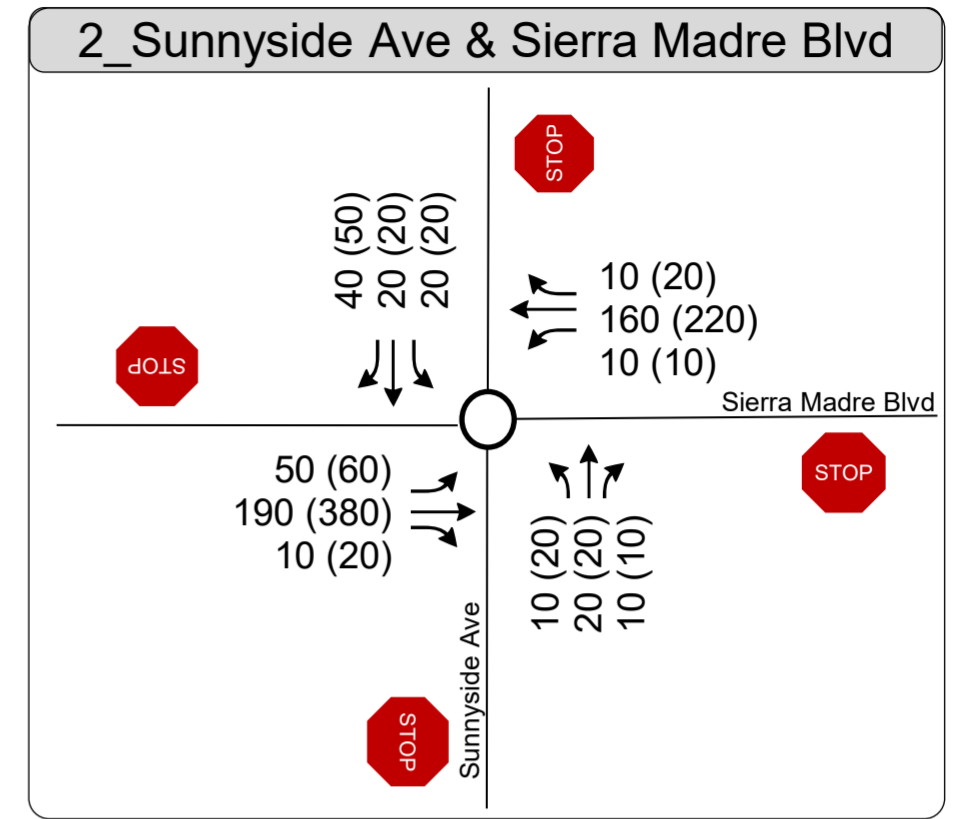 2_Sunnyside Ave & Sierra Madre Blvd
STOP
40 (50)
20 (20)
20 (20)
10 (20)
160 (220)
10 (10)
STOP
Sierra Madre Blvd
50 (60)
190 (380)
10 (20)
STOP
10 (20)
20 (20)
10 (10)
Sunnyside Ave
STOP